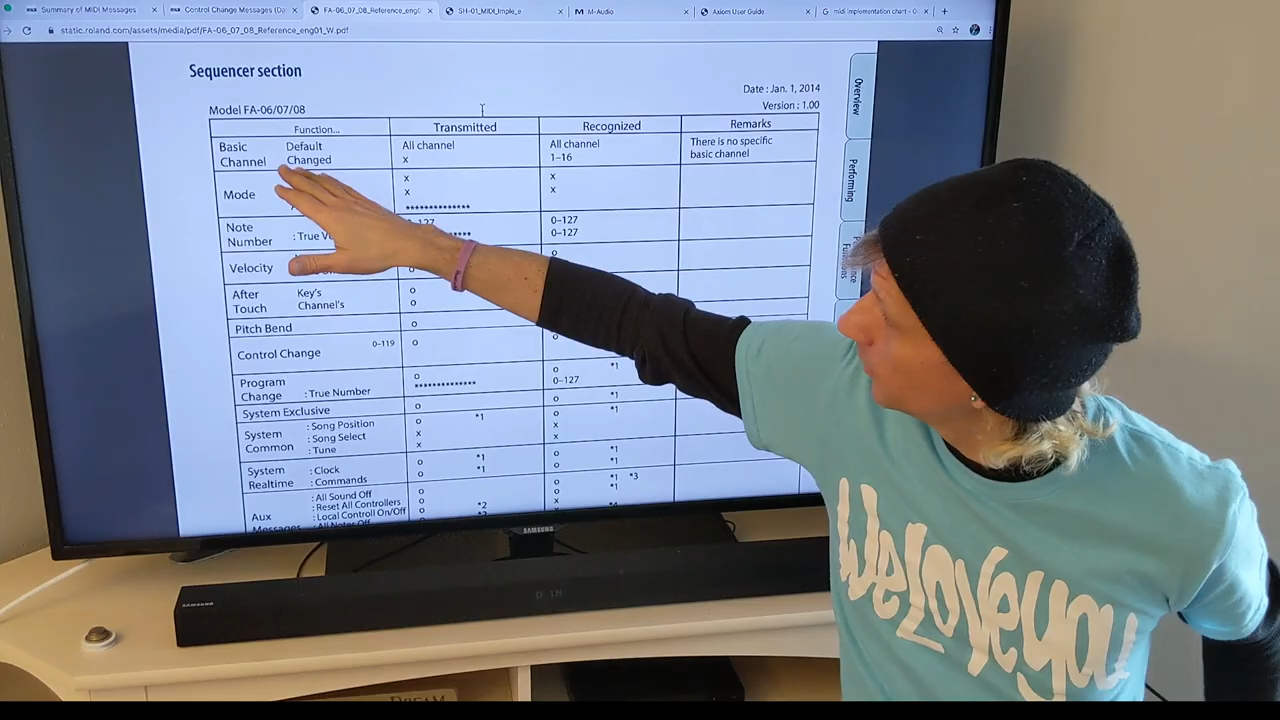 Summary of MIDI Messages
Control Change Messages (Da
FA-06_07_08_Reference_eng0
SH-01_MIDI_Imple_e
M-Audio
Axiom User Guide
midi implementation chart - G
static.roland.com/assets/media/pdf/FA-06_07_08_Reference_eng01_W.pdf
Sequencer section
Date : Jan. 1, 2014
Model FA-06/07/08
Version : 1.00
Function... Transmitted Recognized Remarks
Basic Default All channel All channel There is no specific
Channel Changed x 1–16 basic channel
Mode
x x
x x
**************
Note 0–127
Number : True V 0–127
Velocity
o
After Key's o
Touch Channel's o
Pitch Bend o
Control Change 0–119 o o
Program o o *1
Change : True Number ************** 0–127
System Exclusive o o *1
System : Song Position o *1 x *1
Common : Song Select x x
: Tune x x
System : Clock o *1 o *1
Realtime : Commands o *1 o *1
: All Sound Off o *1 *3
: Reset All Controllers o *1
Aux : Local Controll On/Off o *2 x
Messages : All Notes Off
Overview
Performing
SAMSUNG
SAMSUNG
D.IN
WeLoveyou
DREAM